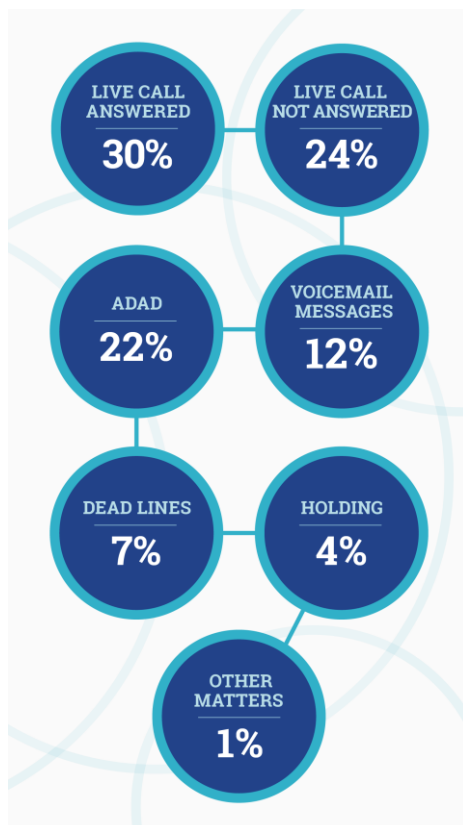 LIVE CALL
ANSWERED
30%
LIVE CALL
NOT ANSWERED
24%
ADAD
22%
VOICEMAIL
MESSAGES
12%
DEAD LINES
7%
HOLDING
4%
OTHER
MATTERS
1%